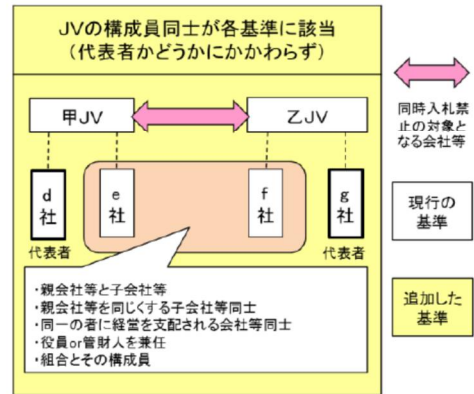 JVの構成員同士が各基準に該当
(代表者かどうかにかかわらず)
甲JV
乙JV
d
社
e
社
f
社
g
社
代表者
代表者
・親会社等と子会社等
・親会社等を同じくする子会社等同士
・同一の者に経営を支配される会社等同士
・役員or管財人を兼任
・組合とその構成員
同時入札禁
止の対象と
なる会社等
現行の
基準
追加した
基準